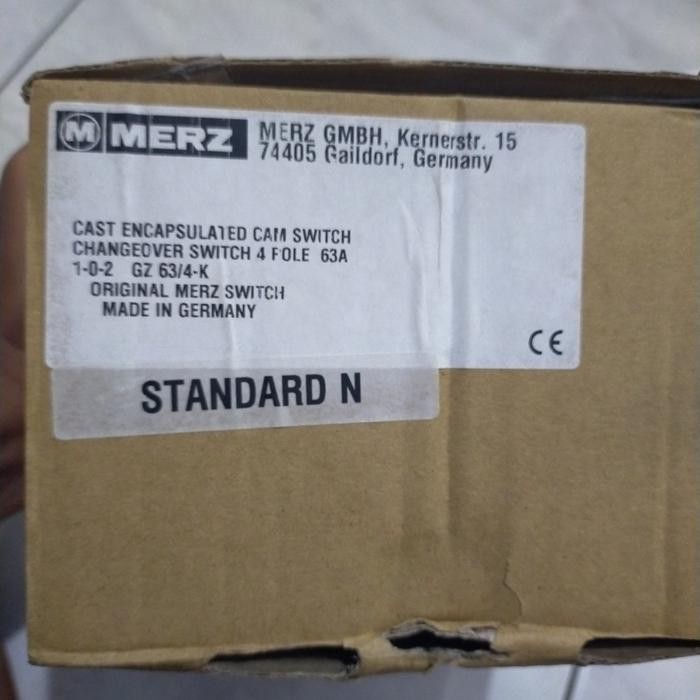 M MERZ
MERZ GMBH, Kernerstr. 15
74405 Gaildorf, Germany
CAST ENCAPSULATED CAM SWITCH
CHANGEOVER SWITCH 4 POLE 63A
1-0-2 GZ 63/4-K
ORIGINAL MERZ SWITCH
MADE IN GERMANY
CE
STANDARD N